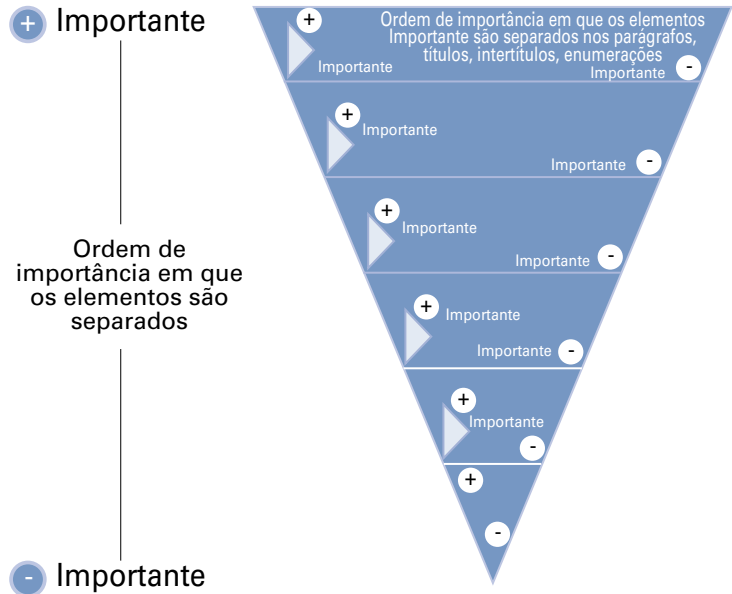 + Importante
Ordem de
importância em que
os elementos são
separados
- Importante
+
Ordem de importância em que os elementos
Importante são separados nos parágrafos,
títulos, intertítulos, enumerações
Importante
Importante -
+
Importante
Importante -
+
Importante
Importante -
+
Importante
Importante -
+
Importante
-
+
-